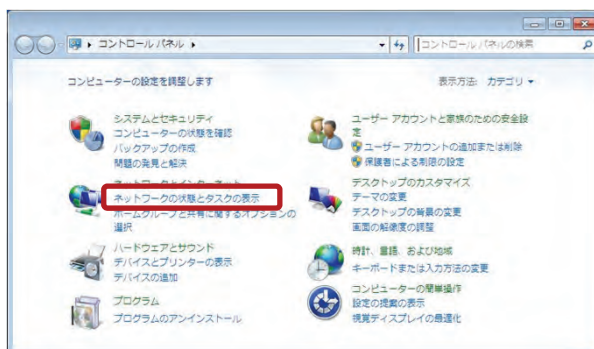 コントロール パネル
コントロール パネルの検索
コンピューターの設定を調整します
表示方法: カテゴリ
システムとセキュリティ
コンピューターの状態を確認
バックアップの作成
問題の発見と解決
ネットワークとインターネット
ネットワークの状態とタスクの表示
ホームグループと共有に関するオプションの
選択
ハードウェアとサウンド
デバイスとプリンターの表示
デバイスの追加
プログラム
プログラムのアンインストール
ユーザー アカウントと家族のための安全設
定
ユーザー アカウントの追加または削除
保護者による制限の設定
デスクトップのカスタマイズ
テーマの変更
デスクトップの背景の変更
画面の解像度の調整
時計、言語、および地域
キーボードまたは入力方法の変更
コンピューターの簡単操作
設定の提案の表示
視覚ディスプレイの最適化